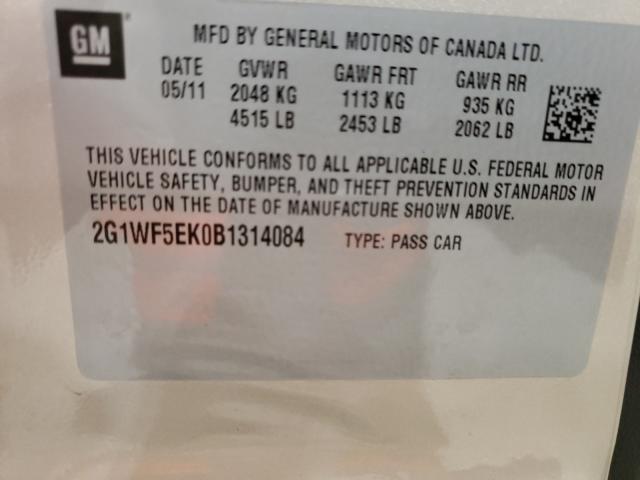 GM
MFD BY GENERAL MOTORS OF CANADA LTD.
DATE GVWR GAWR FRT GAWR RR
05/11 2048 KG 1113 KG 935 KG
4515 LB 2453 LB 2062 LB
THIS VEHICLE CONFORMS TO ALL APPLICABLE U.S. FEDERAL MOTOR
VEHICLE SAFETY, BUMPER, AND THEFT PREVENTION STANDARDS IN
EFFECT ON THE DATE OF MANUFACTURE SHOWN ABOVE.
2G1WF5EK0B1314084 TYPE: PASS CAR